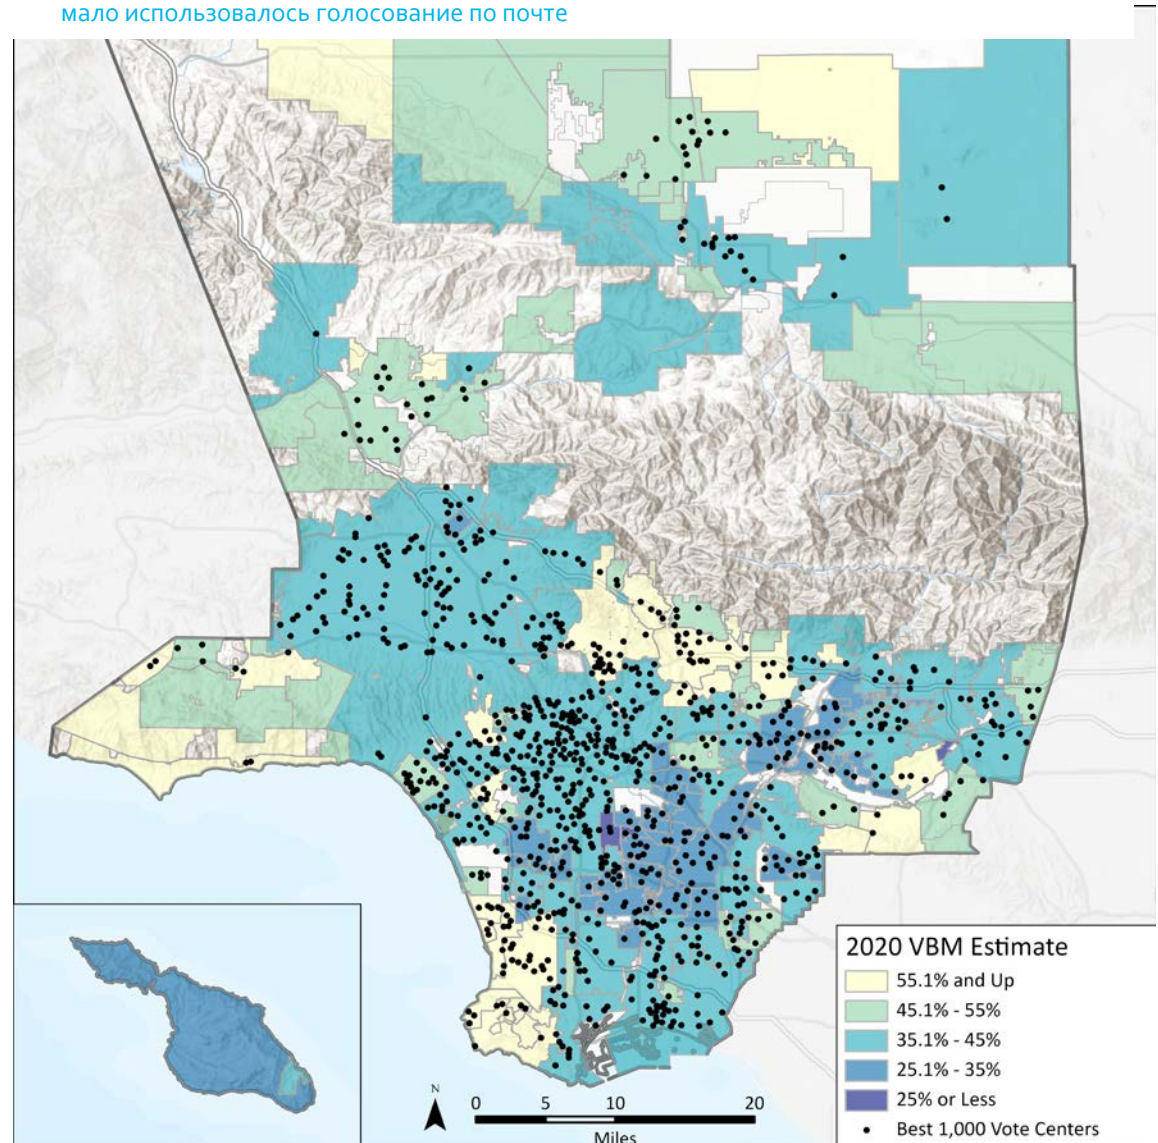 мало использовалось голосование по почте
2020 VBM Estimate
55.1% and Up
45.1% - 55%
35.1% - 45%
25.1% - 35%
25% or Less
Best 1,000 Vote Centers
N
0 5 10 20
Miles